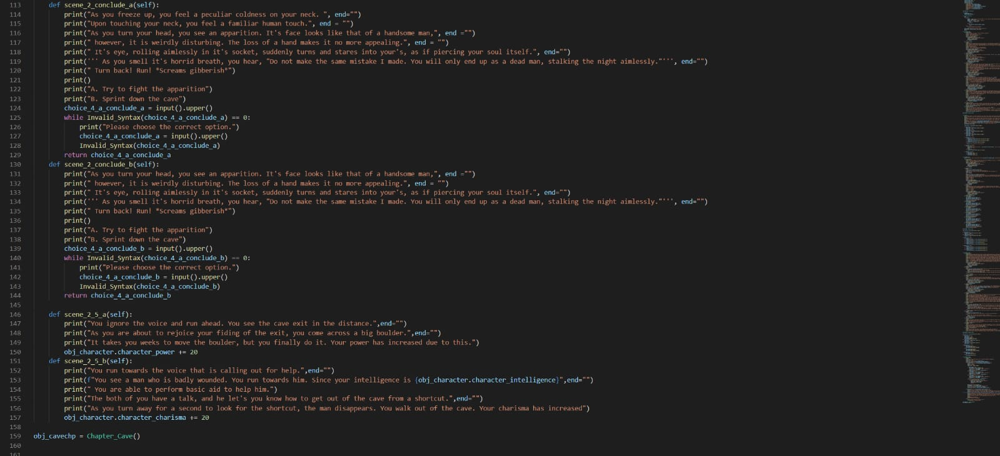 113 def scene_2_conclude_a(self):
114 print("As you freeze up, you feel a peculiar coldness on your neck. ", end="")
115 print("Upon touching your neck, you feel a familiar human touch.", end = "")
116 print("As you turn your head, you see an apparition. It's face looks like that of a handsome man,", end ="")
117 print(" however, it is weirdly disturbing. The loss of a hand makes it no more appealing.", end = "")
118 print(" It's eye, rolling aimlessly in it's socket, suddenly turns and stares into your's, as if piercing your soul itself.", end="")
119 print(''' As you smell it's horrid breath, you hear, "Do not make the same mistake I made. You will only end up as a dead man, stalking the night aimlessly."''', end="")
120 print(" Turn back! Run! *Screams gibberish*")
121 print()
122 print("A. Try to fight the apparition")
123 print("B. Sprint down the cave")
124 choice_4_a_conclude_a = input().upper()
125 while Invalid_Syntax(choice_4_a_conclude_a) == 0:
126 print("Please choose the correct option.")
127 choice_4_a_conclude_a = input().upper()
128 Invalid_Syntax(choice_4_a_conclude_a)
129 return choice_4_a_conclude_a
130 def scene_2_conclude_b(self):
131 print("As you turn your head, you see an apparition. It's face looks like that of a handsome man,", end ="")
132 print(" however, it is weirdly disturbing. The loss of a hand makes it no more appealing.", end = "")
133 print(" It's eye, rolling aimlessly in it's socket, suddenly turns and stares into your's, as if piercing your soul itself.", end="")
134 print(''' As you smell it's horrid breath, you hear, "Do not make the same mistake I made. You will only end up as a dead man, stalking the night aimlessly."''', end="")
135 print(" Turn back! Run! *Screams gibberish*")
136 print()
137 print("A. Try to fight the apparition")
138 print("B. Sprint down the cave")
139 choice_4_a_conclude_b = input().upper()
140 while Invalid_Syntax(choice_4_a_conclude_b) == 0:
141 print("Please choose the correct option.")
142 choice_4_a_conclude_b = input().upper()
143 Invalid_Syntax(choice_4_a_conclude_b)
144 return choice_4_a_conclude_b
145
146 def scene_2_5_a(self):
147 print("You ignore the voice and run ahead. You see the cave exit in the distance.",end="")
148 print("As you are about to rejoice your fiding of the exit, you come across a big boulder.",end="")
149 print("It takes you weeks to move the boulder, but you finally do it. Your power has increased due to this.")
150 obj_character.character_power += 20
151 def scene_2_5_b(self):
152 print("You run towards the voice that is calling out for help.",end="")
153 print(f"You see a man who is badly wounded. You run towards him. Since your intelligence is {obj_character.character_intelligence}",end="")
154 print(" You are able to perform basic aid to help him.")
155 print("The both of you have a talk, and he let's you know how to get out of the cave from a shortcut.",end="")
156 print("As you turn away for a second to look for the shortcut, the man disappears. You walk out of the cave. Your charisma has increased")
157 obj_character.character_charisma += 20
158
159 obj_cavechp = Chapter_Cave()
160
161